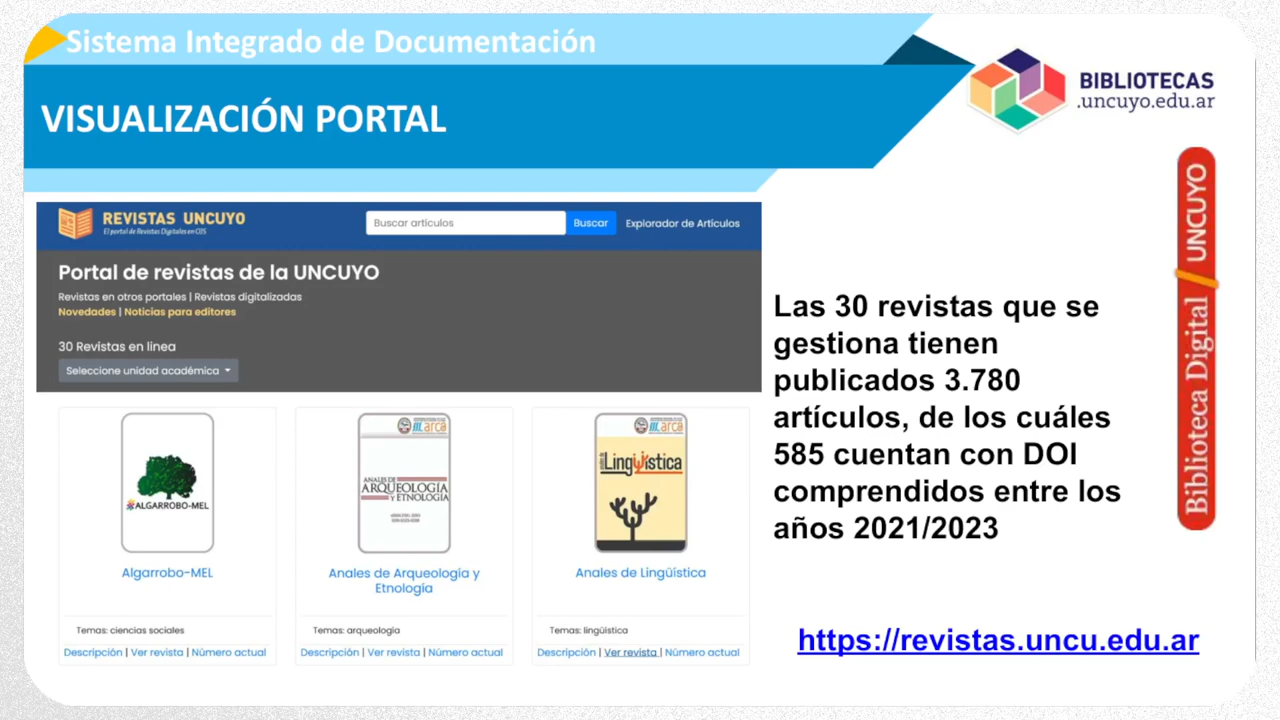 Sistema Integrado de Documentación
VISUALIZACIÓN PORTAL
BIBLIOTECAS
.uncuyo.edu.ar
REVISTAS UNCUYO
El portal de Revistas Digitales en OJS
Buscar artículos
Buscar
Explorador de Artículos
Portal de revistas de la UNCUYO
Revistas en otros portales | Revistas digitalizadas
Novedades | Noticias para editores
30 Revistas en linea
Seleccione unidad académica
ALGARROBO-MEL
Algarrobo-MEL
Temas: ciencias sociales
Descripción | Ver revista | Número actual
arca
ANALES DE
ARQUEOLOGÍA
y ETNOLOGÍA
Anales de Arqueología y
Etnología
Temas: arqueología
Descripción | Ver revista | Número actual
arca
Lingüística
Anales de Lingüística
Temas: lingüística
Descripción | Ver revista | Número actual
Las 30 revistas que se
gestiona tienen
publicados 3.780
artículos, de los cuáles
585 cuentan con DOI
comprendidos entre los
años 2021/2023
https://revistas.uncu.edu.ar
Biblioteca Digital / UNCUYO